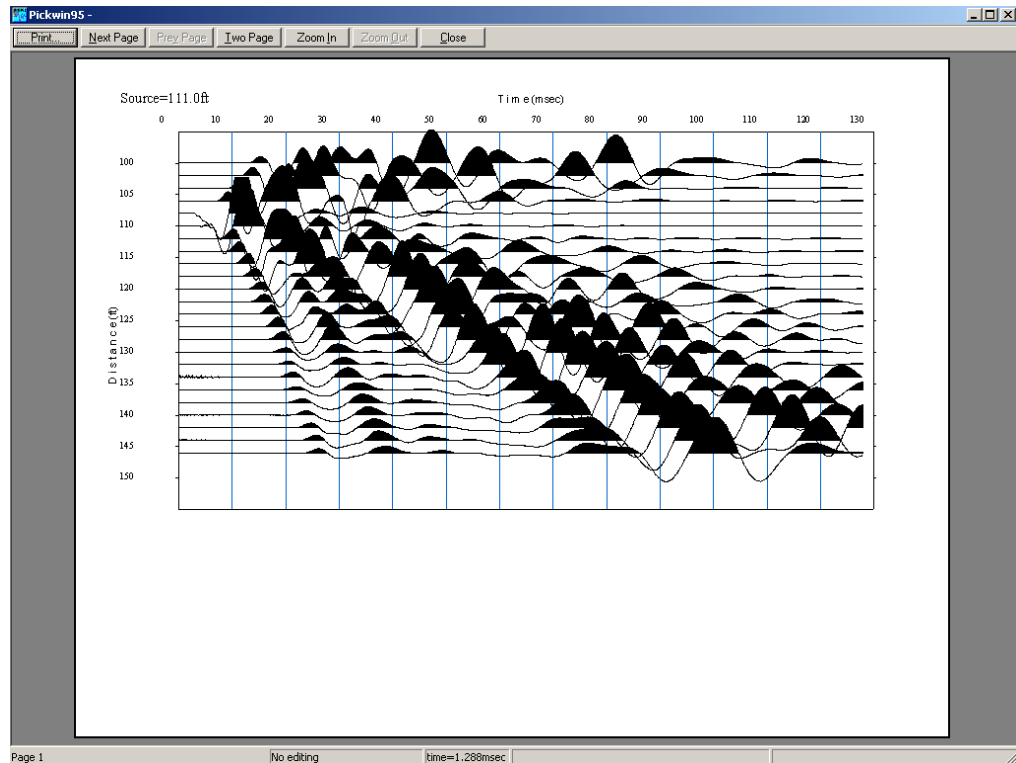 Pickwin95 -
Print... Next Page Prev Page Two Page Zoom In Zoom Out Close
Source=111.0ft
Time(msec)
0 10 20 30 40 50 60 70 80 90 100 110 120 130
100
105
110
115
120
125
130
135
140
145
150
Distance(ft)
Page 1 No editing time=1.288msec